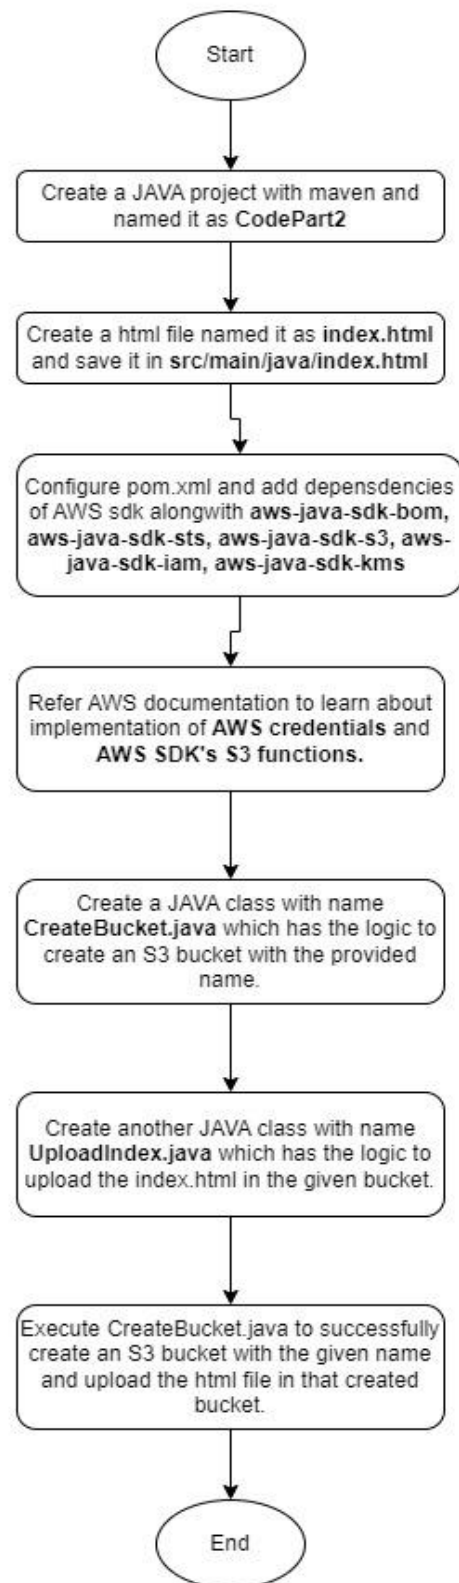 Start
Create a JAVA project with maven and
named it as CodePart2
Create a html file named it as index.html
and save it in src/main/java/index.html
Configure pom.xml and add depensdencies
of AWS sdk alongwith aws-java-sdk-bom,
aws-java-sdk-sts, aws-java-sdk-s3, aws-
java-sdk-iam, aws-java-sdk-kms
Refer AWS documentation to learn about
implementation of AWS credentials and
AWS SDK's S3 functions.
Create a JAVA class with name
CreateBucket.java which has the logic to
create an S3 bucket with the provided
name.
Create another JAVA class with name
UploadIndex.java which has the logic to
upload the index.html in the given bucket.
Execute CreateBucket.java to successfully
create an S3 bucket with the given name
and upload the html file in that created
bucket.
End